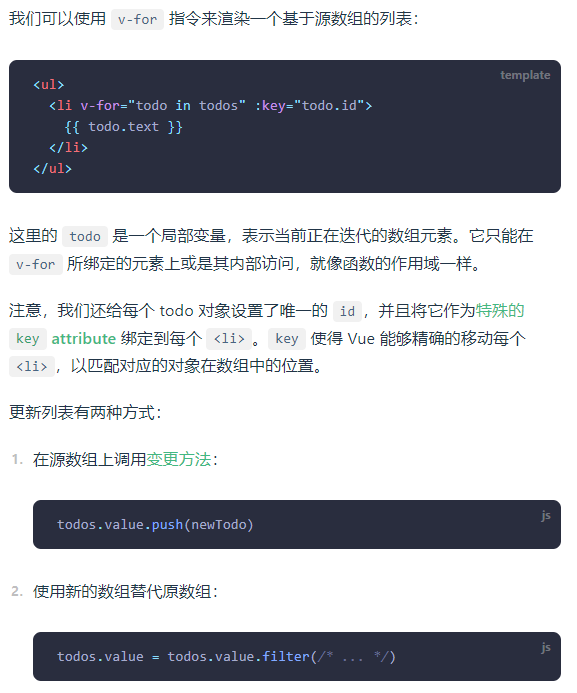 我们可以使用 v-for 指令来渲染一个基于源数组的列表：
template
<ul>
  <li v-for="todo in todos" :key="todo.id">
    {{ todo.text }}
  </li>
</ul>
这里的 todo 是一个局部变量，表示当前正在迭代的数组元素。它只能在
v-for 所绑定的元素上或是其内部访问，就像函数的作用域一样。
注意，我们还给每个 todo 对象设置了唯一的 id，并且将它作为特殊的
key attribute 绑定到每个 <li>。key 使得 Vue 能够精确的移动每个
<li>，以匹配对应的对象在数组中的位置。
更新列表有两种方式：
1. 在源数组上调用变更方法：
js
todos.value.push(newTodo)
2. 使用新的数组替代原数组：
js
todos.value = todos.value.filter(/* ... */)